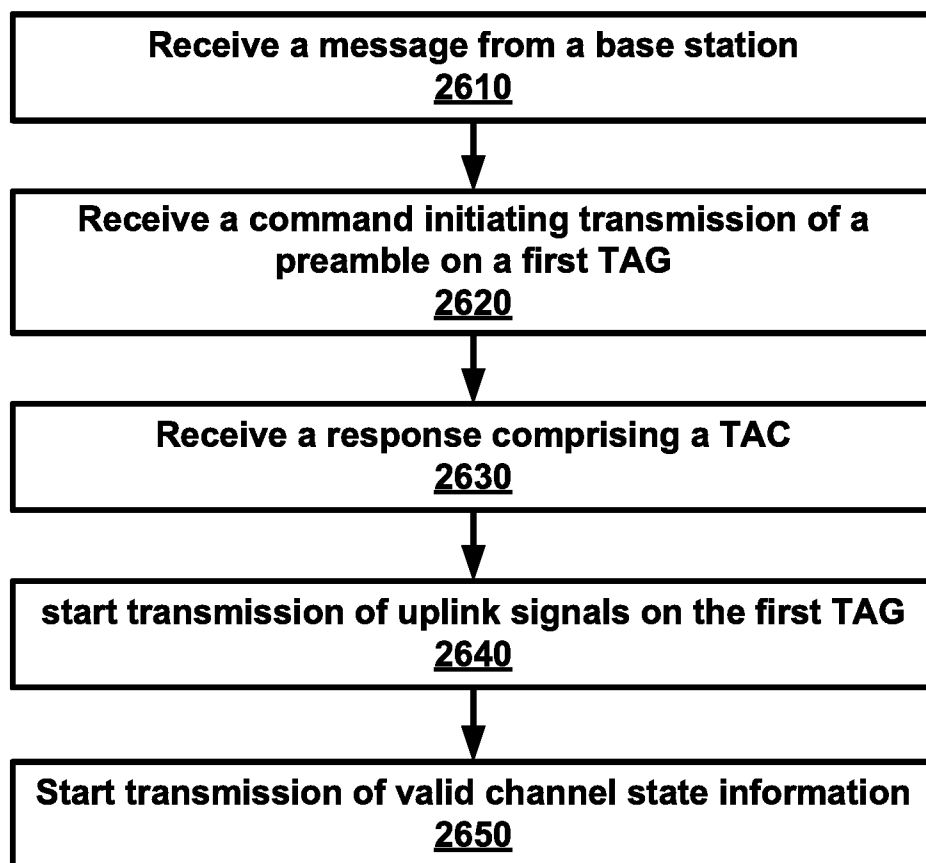 Receive a message from a base station
2610
Receive a command initiating transmission of a
preamble on a first TAG
2620
Receive a response comprising a TAC
2630
start transmission of uplink signals on the first TAG
2640
Start transmission of valid channel state information
2650